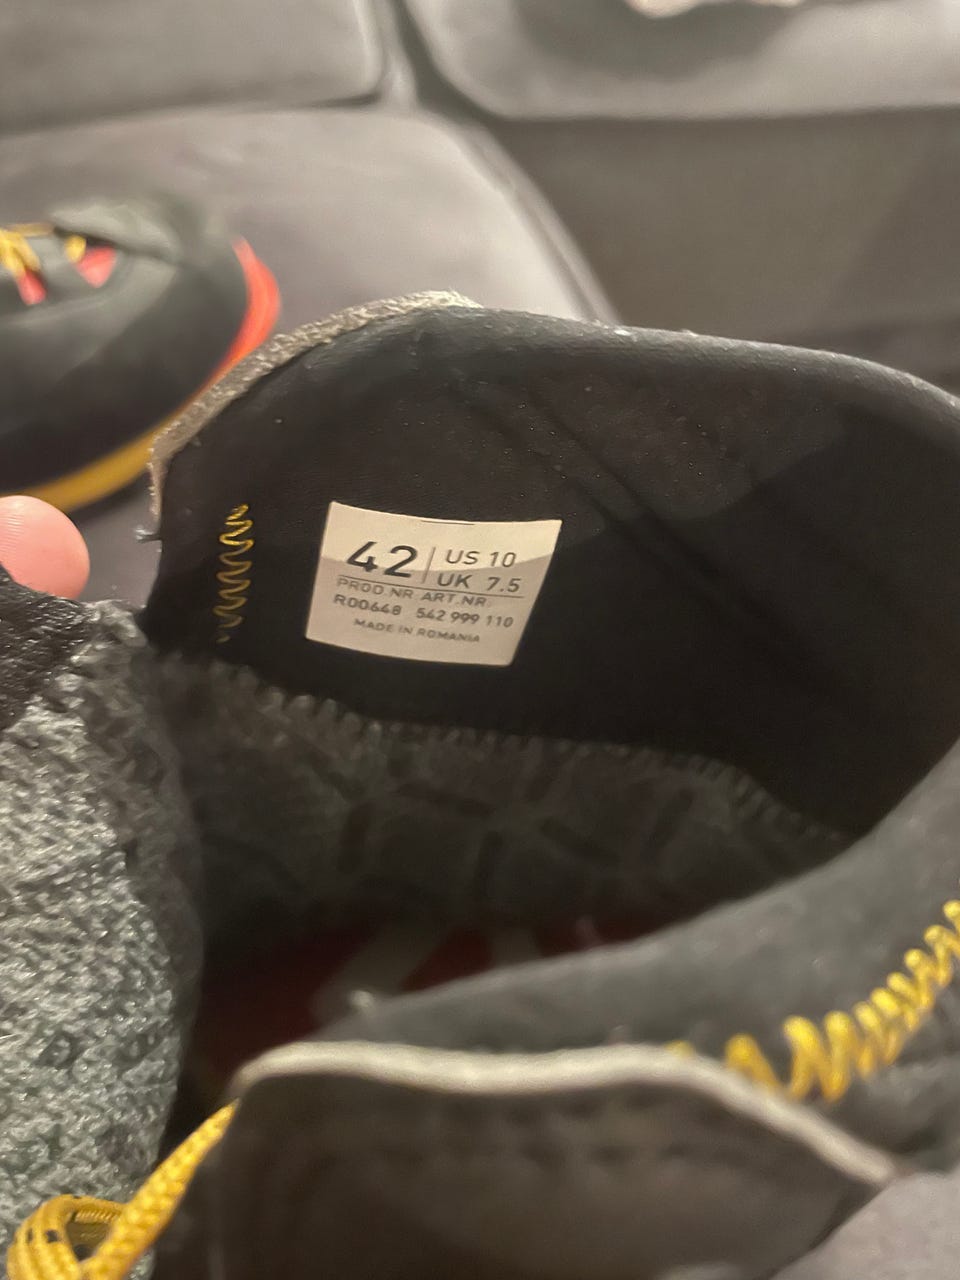 42 | US 10
UK 7.5
PROD.NR. ART.NR.
R00648 542 999 110
MADE IN ROMANIA